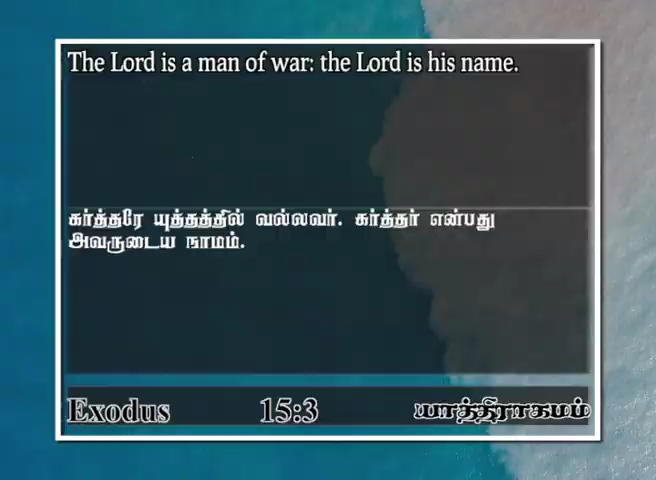 The Lord is a man of war: the Lord is his name.
கர்த்தரே யுத்தத்தில் வல்லவர். கர்த்தர் என்பது
அவருடைய நாமம்.
Exodus 15:3 யாத்திராகமம்